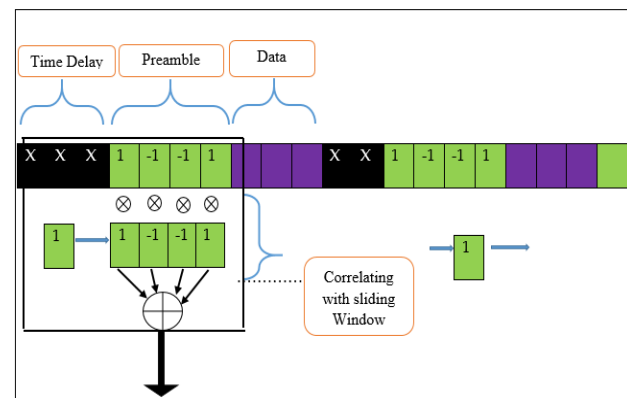 Time Delay Preamble Data
X X X 1 -1 -1 1 X X 1 -1 -1 1
1 1 -1 -1 1 1
Correlating
with sliding
Window